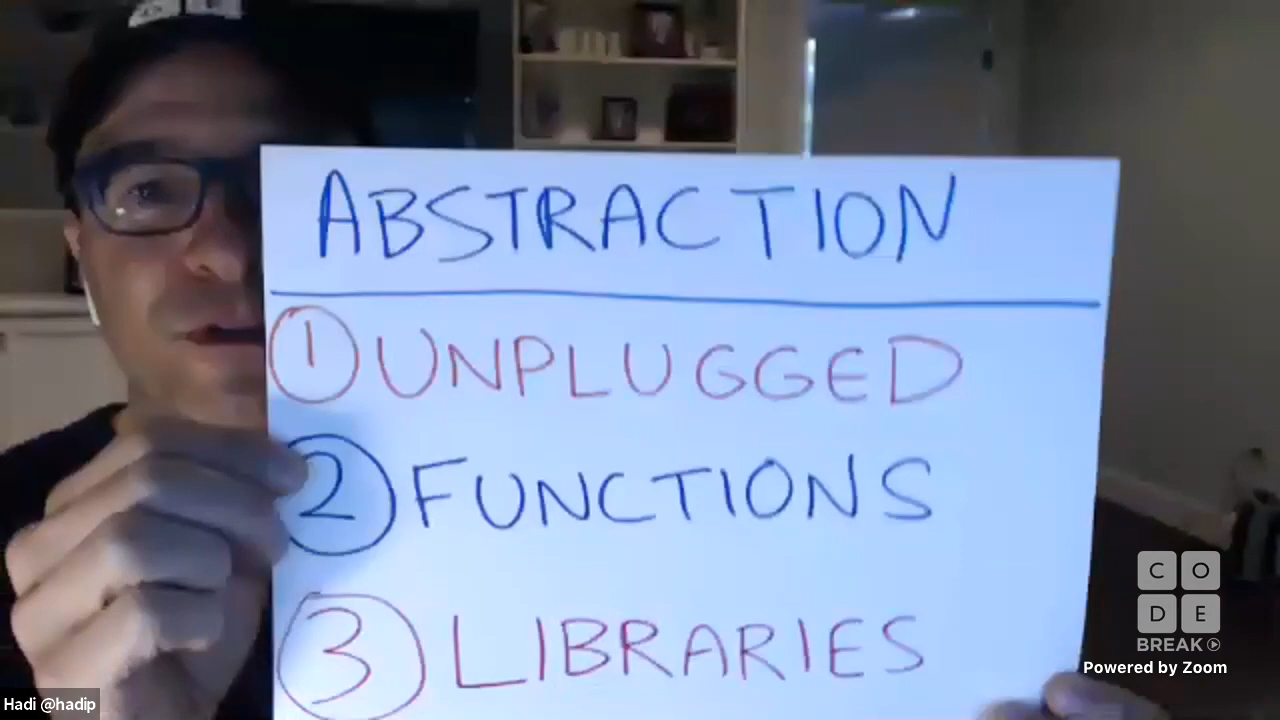 ABSTRACTION
① UNPLUGGED
② FUNCTIONS
③ LIBRARIES
C O
D E
BREAK
Powered by Zoom
Hadi @hadip